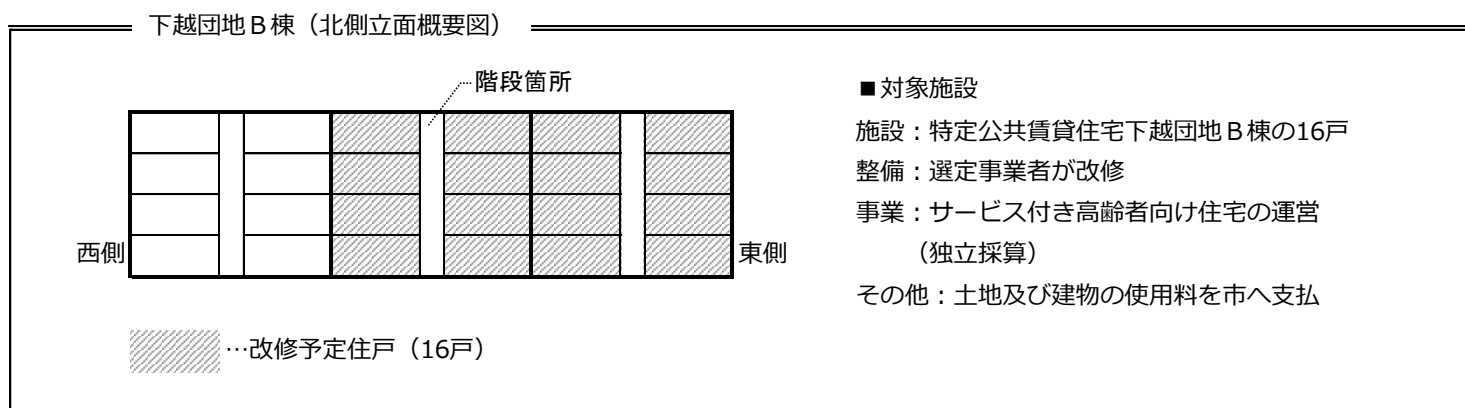 下越団地Ｂ棟（北側立面概要図）
階段箇所
西側
東側
…改修予定住戸（16戸）
■対象施設
施設：特定公共賃貸住宅下越団地Ｂ棟の16戸
整備：選定事業者が改修
事業：サービス付き高齢者向け住宅の運営
（独立採算）
その他：土地及び建物の使用料を市へ支払